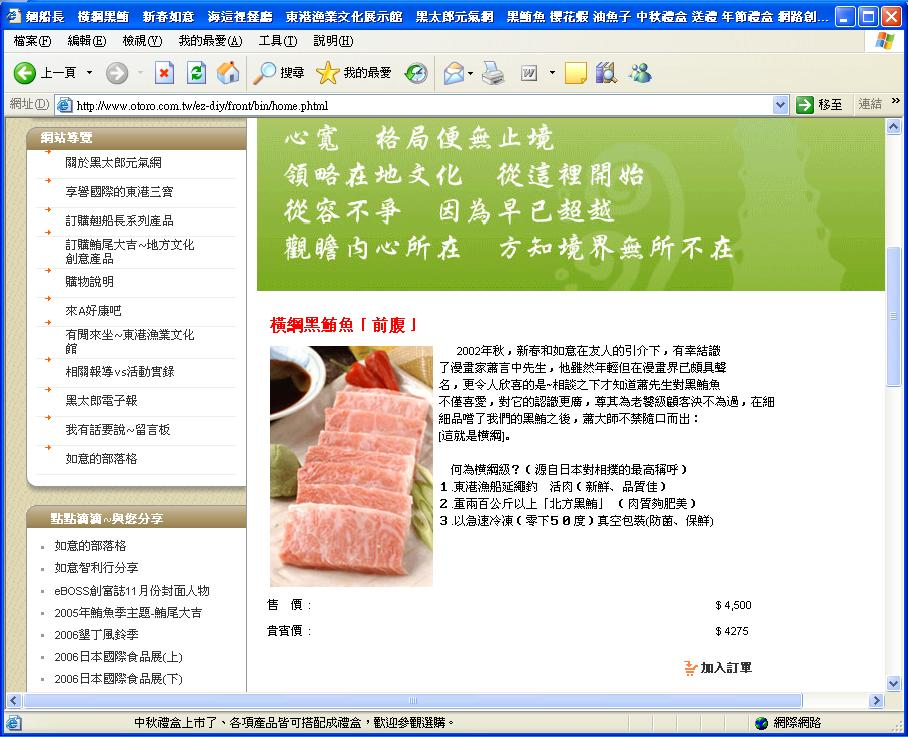 翹船長　橫綱黑鮪　新春如意　海這裡餐廳　東港漁業文化展示館　黑太郎元氣網　黑鮪魚 櫻花蝦 油魚子 中秋禮盒 送禮 年節禮盒 網路創...
檔案(F) 編輯(E) 檢視(V) 我的最愛(A) 工具(T) 說明(H)
上一頁 搜尋 我的最愛
網址(D) http://www.otoro.com.tw/ez-diy/front/bin/home.phtml 移至 連結 »
網站導覽
關於黑太郎元氣網
享譽國際的東港三寶
訂購翹船長系列產品
訂購鮪尾大吉~地方文化
創意產品
購物說明
來A好康吧
有閒來坐~東港漁業文化
館
相關報導vs活動實錄
黑太郎電子報
我有話要說~留言板
如意的部落格
點點滴滴~與您分享
如意的部落格
如意智利行分享
eBOSS創富誌11月份封面人物
2005年鮪魚季主題-鮪尾大吉
2006墾丁風鈴季
2006日本國際食品展(上)
2006日本國際食品展(下)
心寬　格局便無止境
領略在地文化　從這裡開始
從容不爭　因為早已超越
觀瞻內心所在　方知境界無所不在
橫綱黑鮪魚「前腹」
2002年秋，新春和如意在友人的引介下，有幸結識
了漫畫家蕭言中先生，他雖然年輕但在漫畫界已頗具聲
名，更令人欣喜的是~相談之下才知道蕭先生對黑鮪魚
不僅喜愛，對它的認識更廣，尊其為老饕級顧客決不為過，在細
細品嚐了我們的黑鮪之後，蕭大師不禁隨口而出：
[這就是橫綱]。
何為橫綱級？（源自日本對相撲的最高稱呼）
１.東港漁船延繩釣　活肉（新鮮、品質佳）
２.重兩百公斤以上「北方黑鮪」（肉質夠肥美）
３.以急速冷凍（零下５０度）真空包裝(防菌、保鮮)
售　價： $ 4,500
貴賓價： $ 4275
加入訂單
中秋禮盒上市了、各項產品皆可搭配成禮盒，歡迎參觀選購。 網際網路